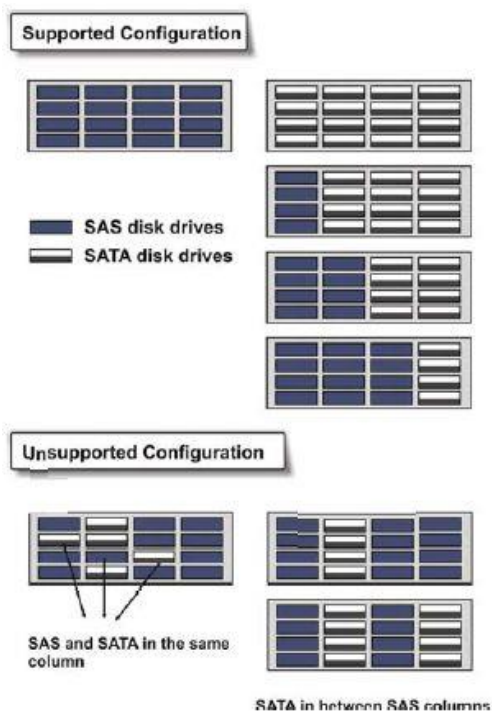 Supported Configuration
SAS disk drives
SATA disk drives
Unsupported Configuration
SAS and SATA in the same
column
SATA in between SAS columns